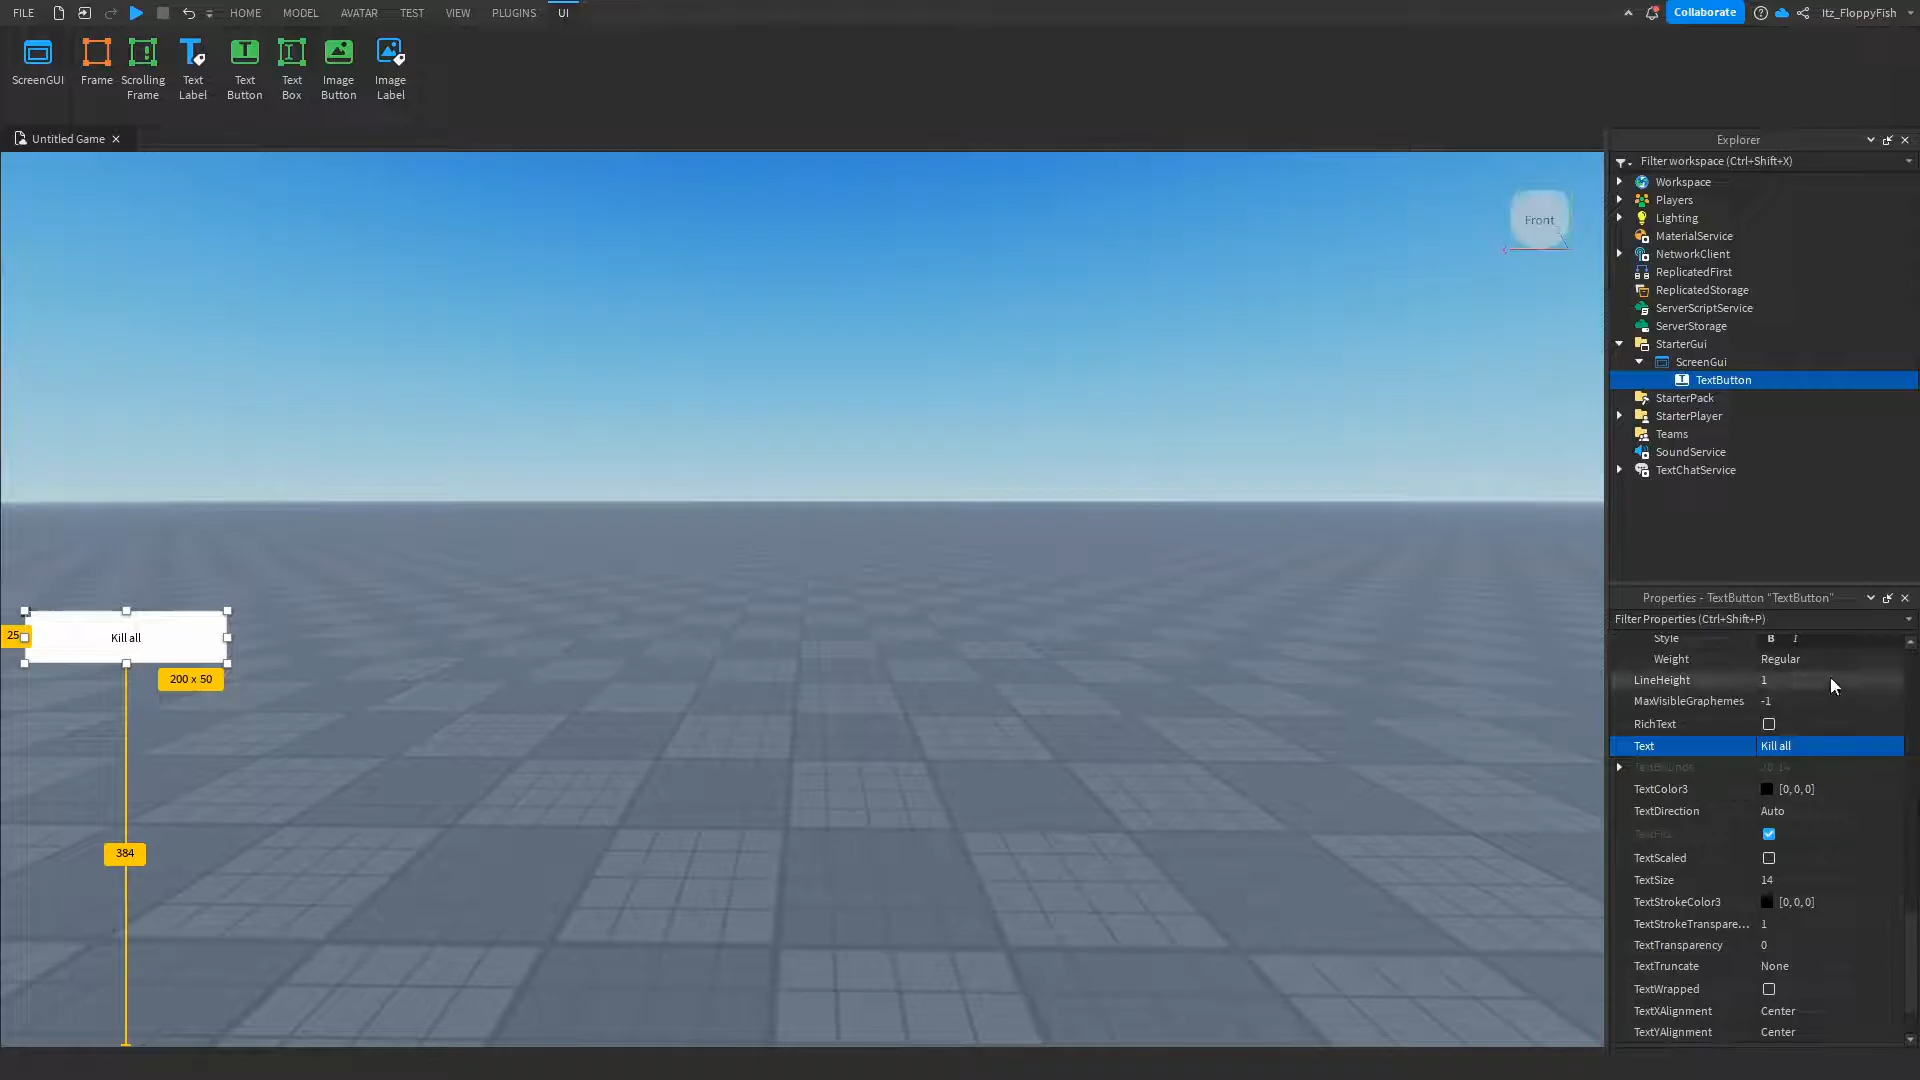 FILE HOME MODEL AVATAR TEST VIEW PLUGINS UI Collaborate Itz_FloppyFish
ScreenGUI Frame Scrolling Frame Text Label Text Button Text Box Image Button Image Label
Untitled Game
Explorer
Filter workspace (Ctrl+Shift+X)
Workspace
Players
Lighting
MaterialService
NetworkClient
ReplicatedFirst
ReplicatedStorage
ServerScriptService
ServerStorage
StarterGui
ScreenGui
TextButton
StarterPack
StarterPlayer
Teams
SoundService
TextChatService
Front
Kill all
25
200 x 50
384
Properties - TextButton "TextButton"
Filter Properties (Ctrl+Shift+P)
Style B I
Weight Regular
LineHeight 1
MaxVisibleGraphemes -1
RichText
Text Kill all
TextColor3 [0, 0, 0]
TextDirection Auto
TextScaled
TextSize 14
TextStrokeColor3 [0, 0, 0]
TextStrokeTranspare... 1
TextTransparency 0
TextTruncate None
TextWrapped
TextXAlignment Center
TextYAlignment Center